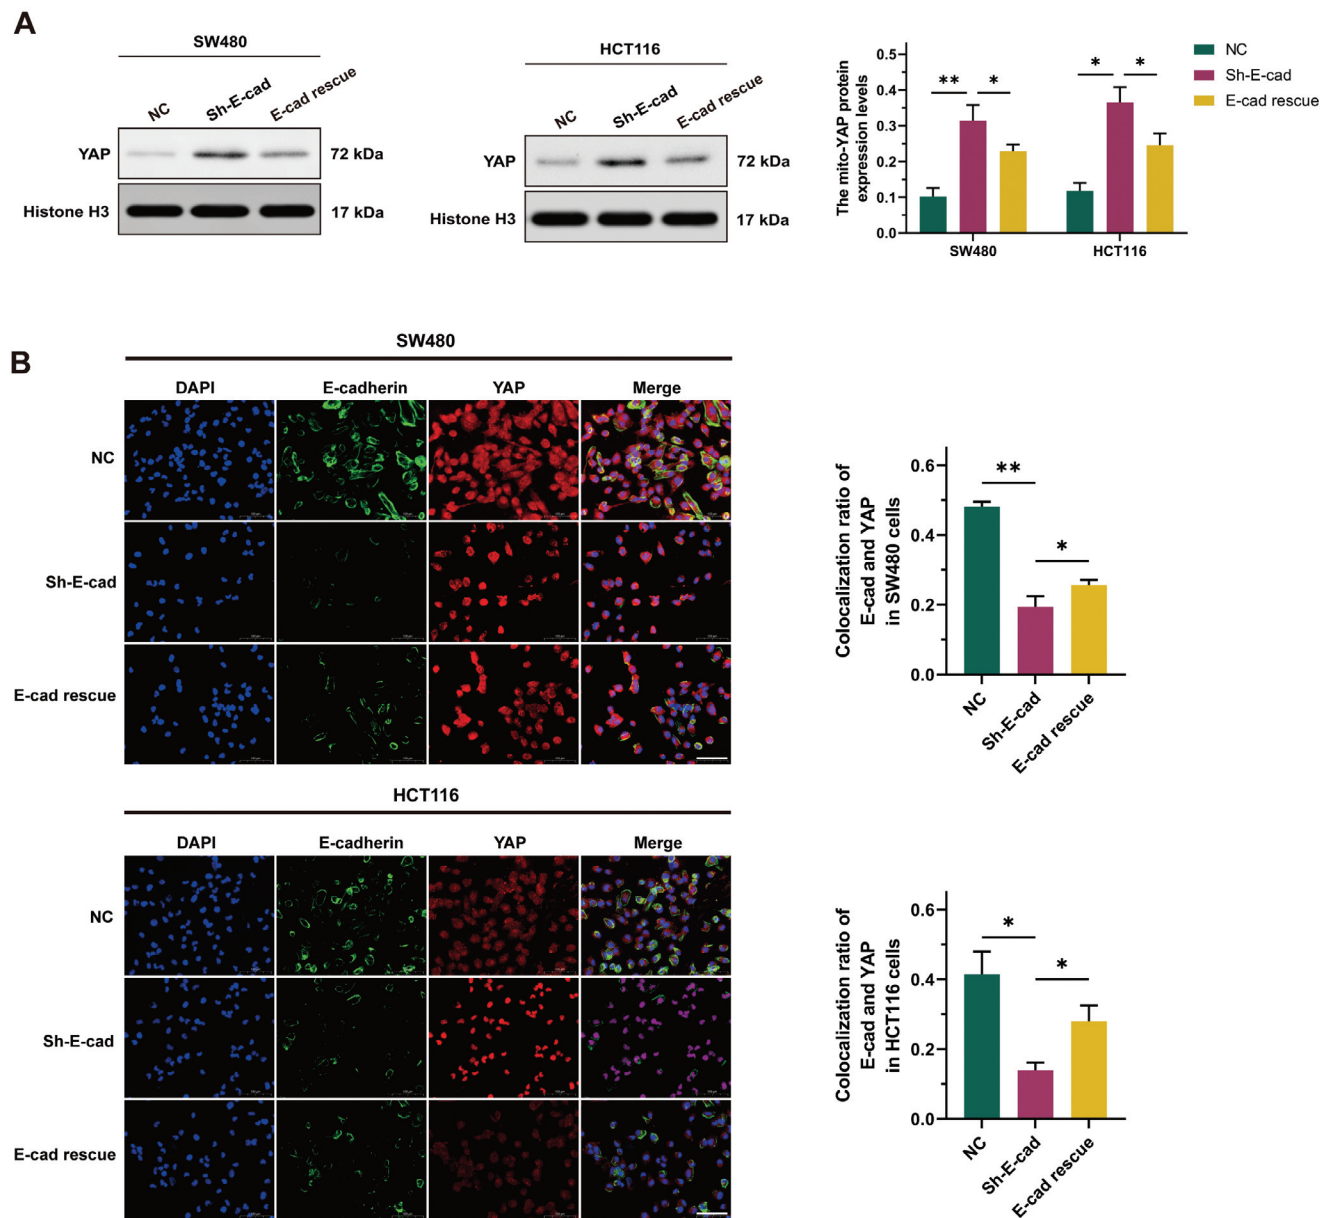 A
SW480
NC
Sh-E-cad
E-cad rescue
YAP
72 kDa
Histone H3
17 kDa
HCT116
NC
Sh-E-cad
E-cad rescue
YAP
72 kDa
Histone H3
17 kDa
The mito-YAP protein
expression levels
0.5
0.4
0.3
0.2
0.1
0.0
** *
* *
SW480
HCT116
NC
Sh-E-cad
E-cad rescue
B
SW480
DAPI
E-cadherin
YAP
Merge
NC
Sh-E-cad
E-cad rescue
Colocalization ratio of
E-cad and YAP
in SW480 cells
0.6
0.4
0.2
0.0
**
*
NC
Sh-E-cad
E-cad rescue
HCT116
DAPI
E-cadherin
YAP
Merge
NC
Sh-E-cad
E-cad rescue
Colocalization ratio of
E-cad and YAP
in HCT116 cells
0.6
0.4
0.2
0.0
*
*
NC
Sh-E-cad
E-cad rescue